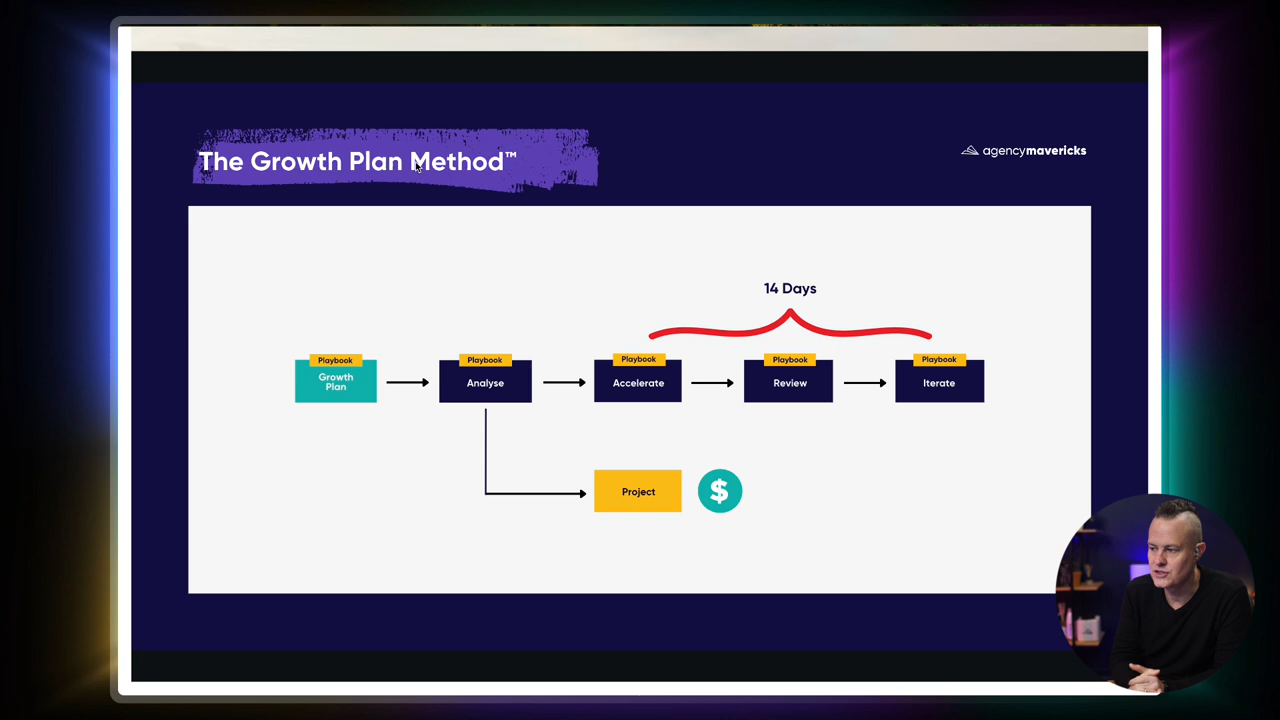 The Growth Plan Method™
agencymavericks
14 Days
Playbook
Growth
Plan
Playbook
Analyse
Playbook
Accelerate
Playbook
Review
Playbook
Iterate
Project
$